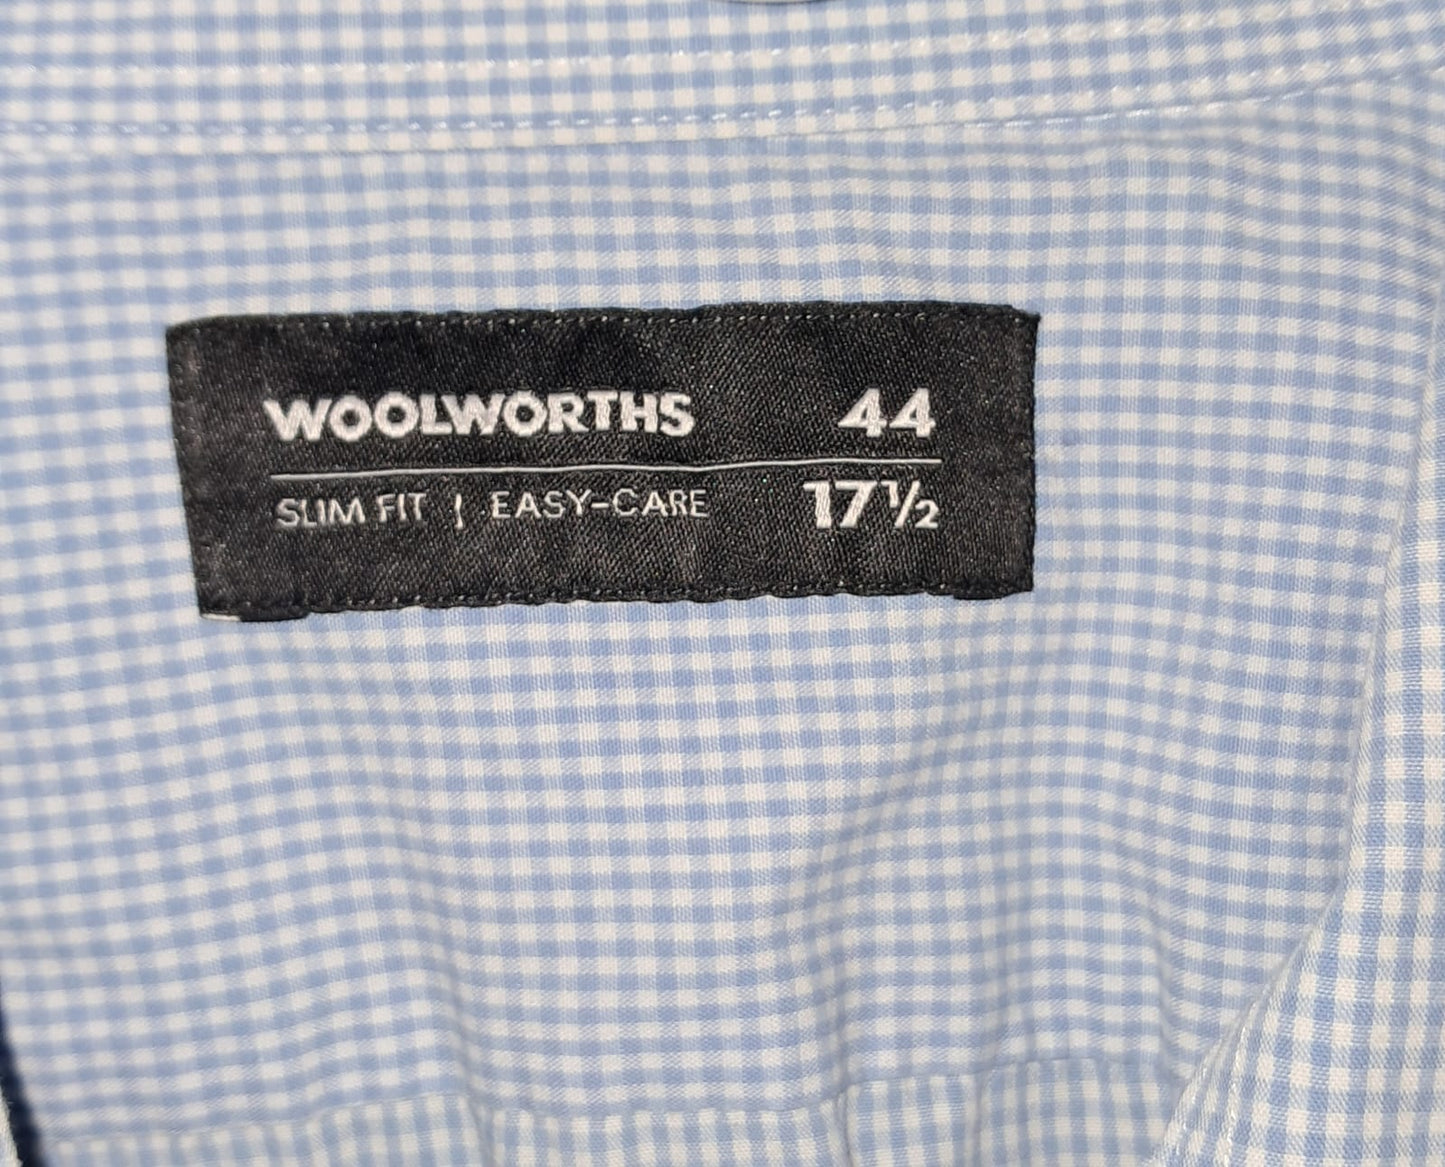 WOOLWORTHS 44
SLIM FIT | EASY-CARE 17½